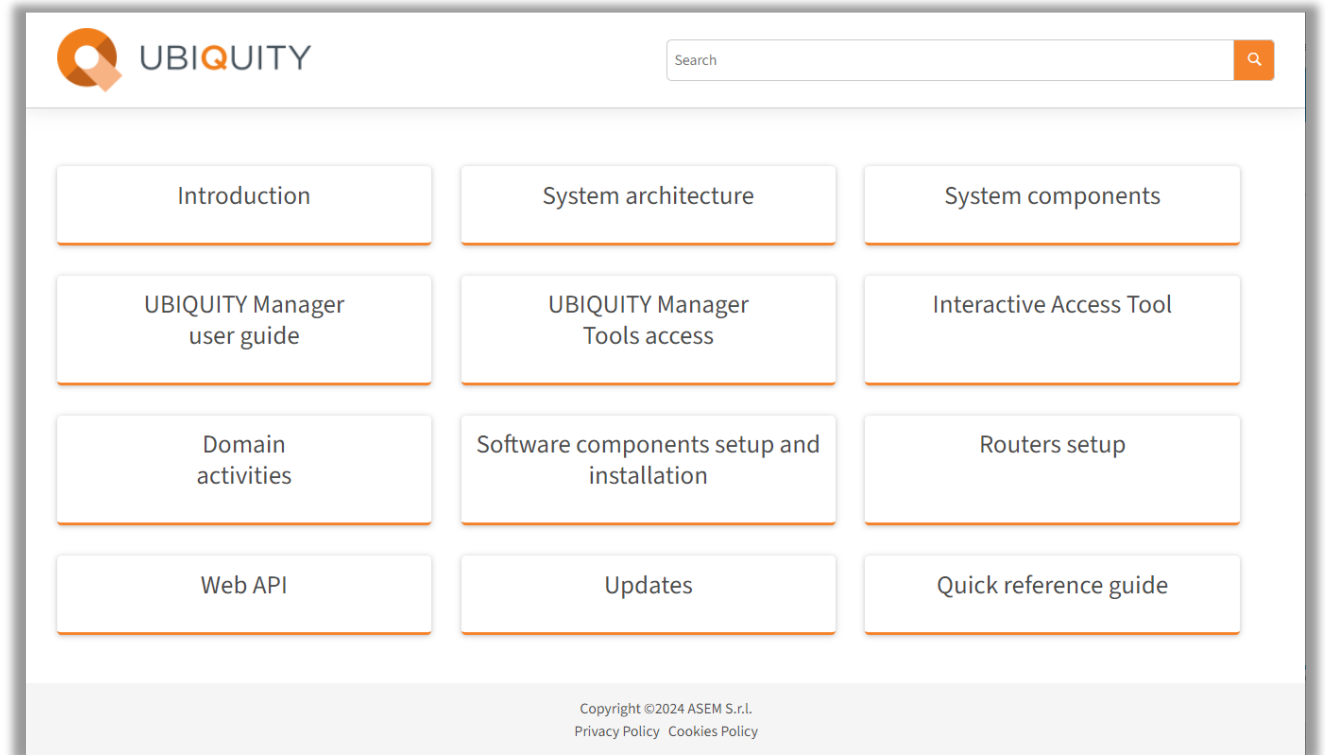 UBIQUITY
Search
Introduction
System architecture
System components
UBIQUITY Manager
user guide
UBIQUITY Manager
Tools access
Interactive Access Tool
Domain
activities
Software components setup and
installation
Routers setup
Web API
Updates
Quick reference guide
Copyright ©2024 ASEM S.r.l.
Privacy Policy Cookies Policy